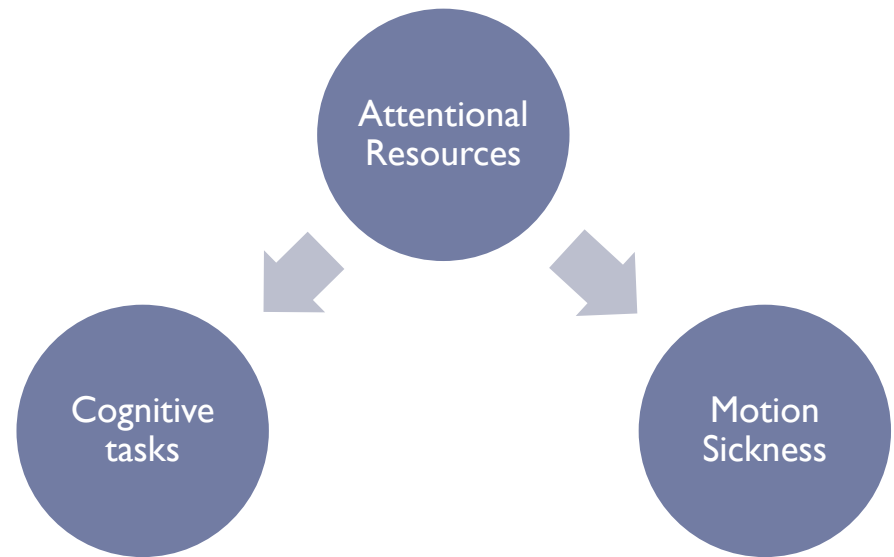 Attentional
Resources
Cognitive
tasks
Motion
Sickness